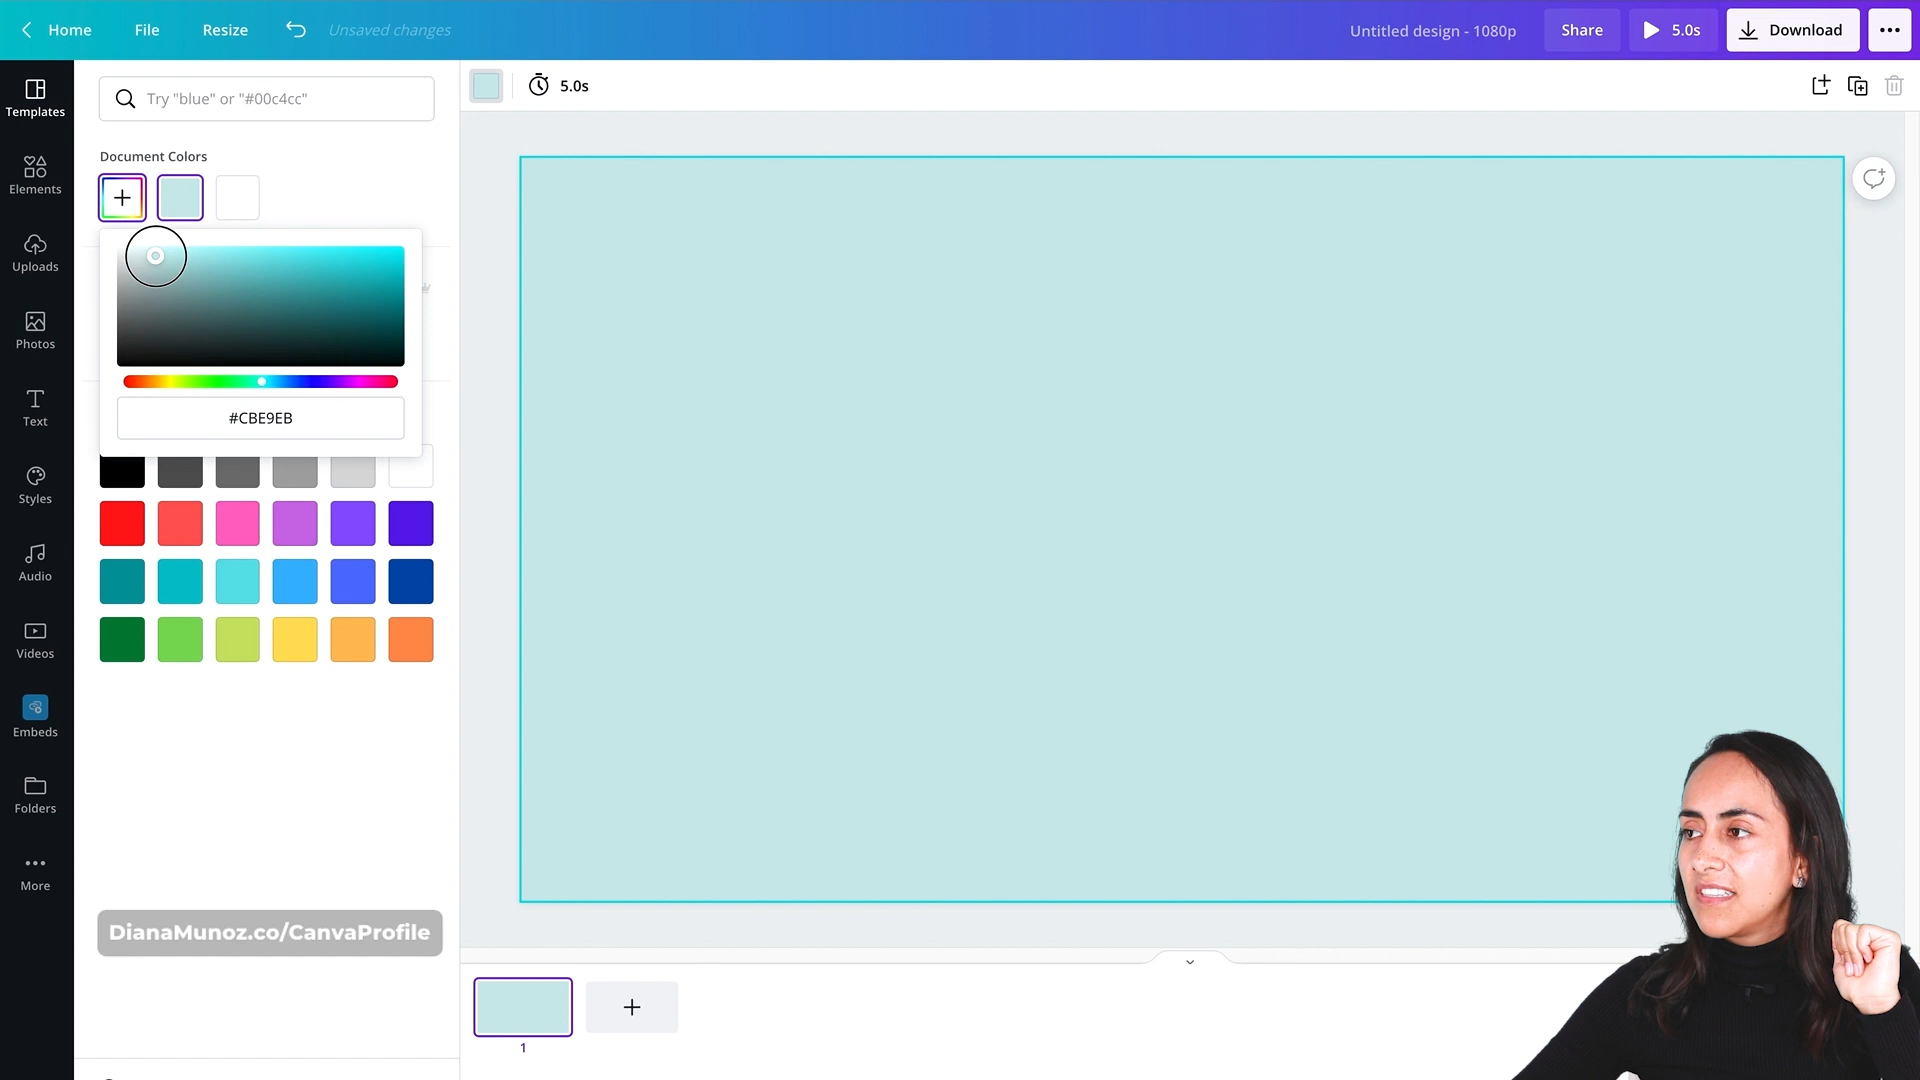 Home
File
Resize
Unsaved changes
Untitled design - 1080p
Share
5.0s
Download
Templates
Elements
Uploads
Photos
Text
Styles
Audio
Videos
Embeds
Folders
More
Try "blue" or "#00c4cc"
Document Colors
#CBE9EB
DianaMunoz.co/CanvaProfile
5.0s
1